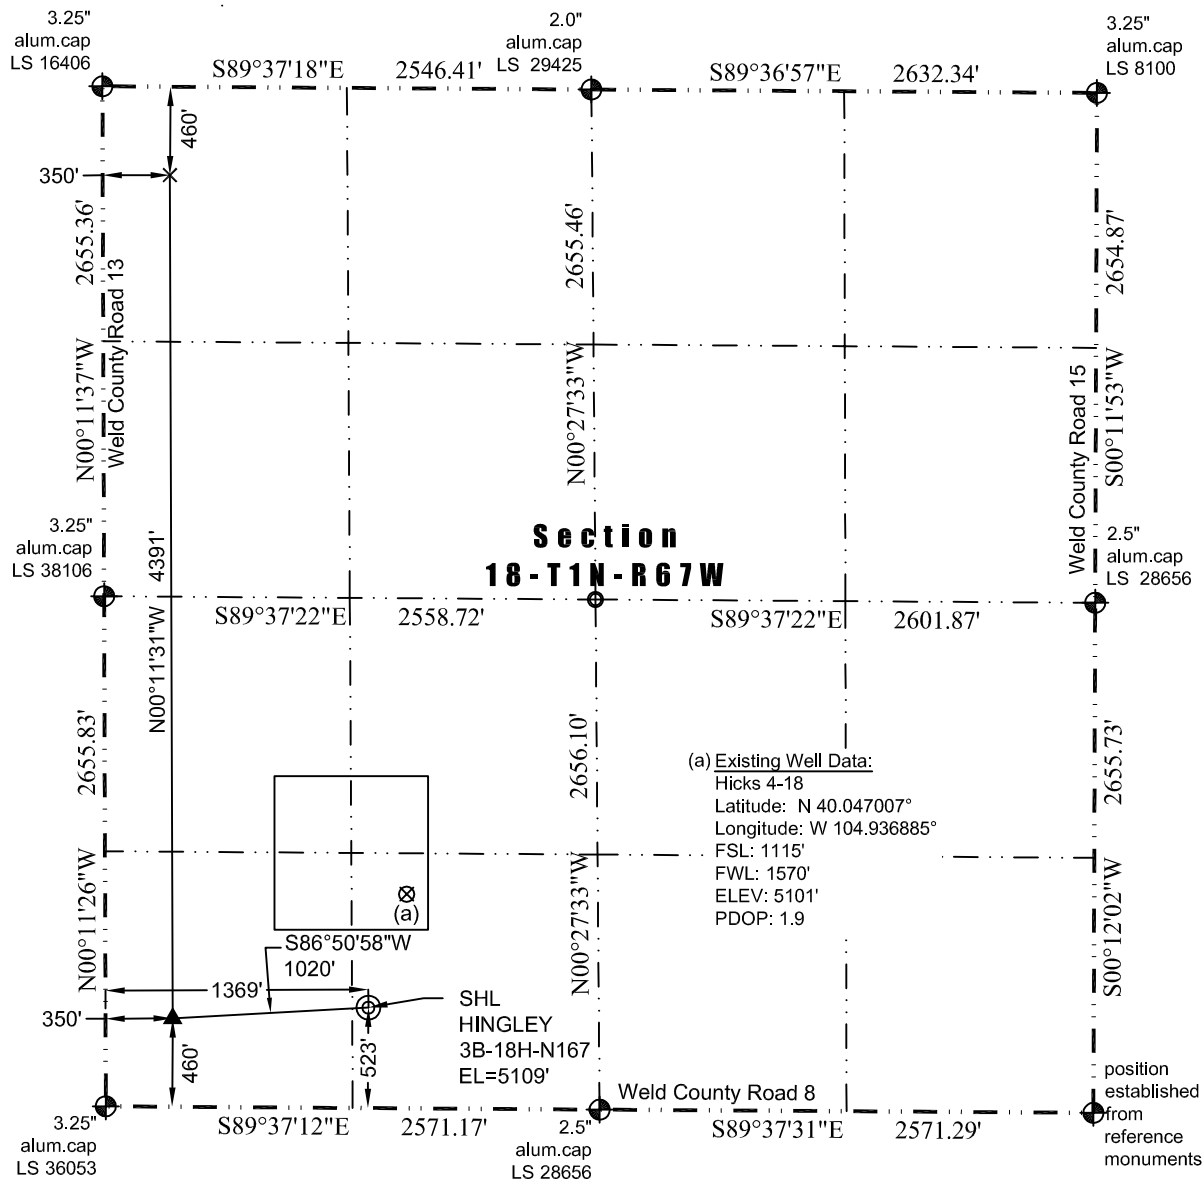 3.25"
alum.cap
LS 16406
2.0"
alum.cap
LS 29425
3.25"
alum.cap
LS 8100
S89°37'18"E 2546.41'
S89°36'57"E 2632.34'
460'
350'
2655.36'
N00°11'37"W
Weld County Road 13
2655.46'
N00°27'33"W
2654.87'
S00°11'53"W
Weld County Road 15
3.25"
alum.cap
LS 38106
N00°11'31"W 4391'
Section
18-T1N-R67W
2.5"
alum.cap
LS 28656
S89°37'22"E 2558.72'
S89°37'22"E 2601.87'
2655.83'
N00°11'26"W
2656.10'
N00°27'33"W
2655.73'
S00°12'02"W
(a) Existing Well Data:
Hicks 4-18
Latitude: N 40.047007°
Longitude: W 104.936885°
FSL: 1115'
FWL: 1570'
ELEV: 5101'
PDOP: 1.9
(a)
S86°50'58"W
1020'
1369'
350'
460'
523'
SHL
HINGLEY
3B-18H-N167
EL=5109'
Weld County Road 8
position
established
from
reference
monuments
3.25"
alum.cap
LS 36053
S89°37'12"E 2571.17'
2.5"
alum.cap
LS 28656
S89°37'31"E 2571.29'